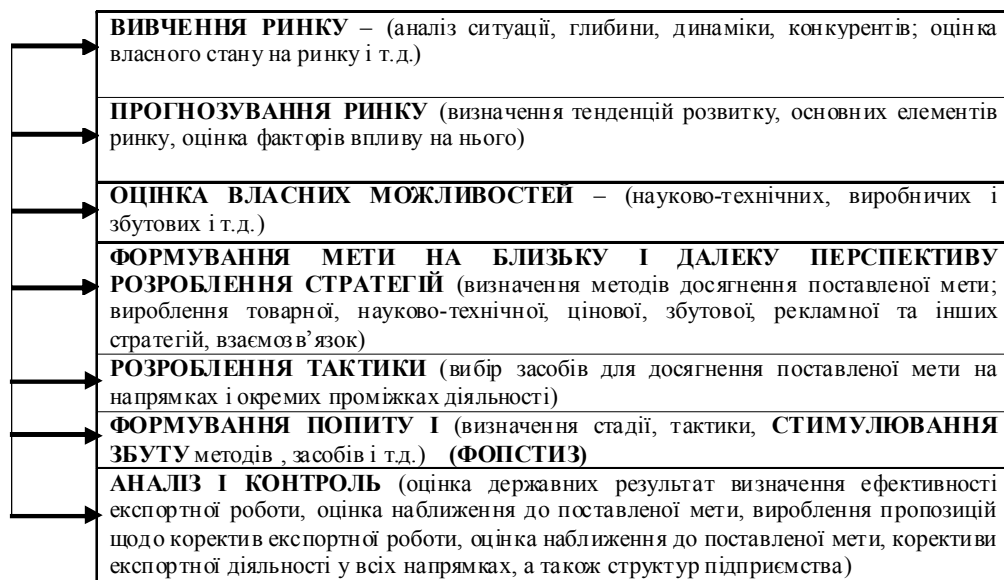 ВИВЧЕННЯ РИНКУ – (аналіз ситуації, глибини, динаміки, конкурентів; оцінка
власного стану на ринку і т.д.)
ПРОГНОЗУВАННЯ РИНКУ (визначення тенденцій розвитку, основних елементів
ринку, оцінка факторів впливу на нього)
ОЦІНКА ВЛАСНИХ МОЖЛИВОСТЕЙ – (науково-технічних, виробничих і
збутових і т.д.)
ФОРМУВАННЯ МЕТИ НА БЛИЗЬКУ І ДАЛЕКУ ПЕРСПЕКТИВУ
РОЗРОБЛЕННЯ СТРАТЕГІЙ (визначення методів досягнення поставленої мети;
вироблення товарної, науково-технічної, цінової, збутової, рекламної та інших
стратегій, взаємозв’язок)
РОЗРОБЛЕННЯ ТАКТИКИ (вибір засобів для досягнення поставленої мети на
напрямках і окремих проміжках діяльності)
ФОРМУВАННЯ ПОПИТУ І (визначення стадії, тактики, СТИМУЛЮВАННЯ
ЗБУТУ методів , засобів і т.д.) (ФОПСТИЗ)
АНАЛІЗ І КОНТРОЛЬ (оцінка державних результат визначення ефективності
експортної роботи, оцінка наближення до поставленої мети, вироблення пропозицій
щодо коректив експортної роботи, оцінка наближення до поставленої мети, корективи
експортної діяльності у всіх напрямках, а також структур підприємства)